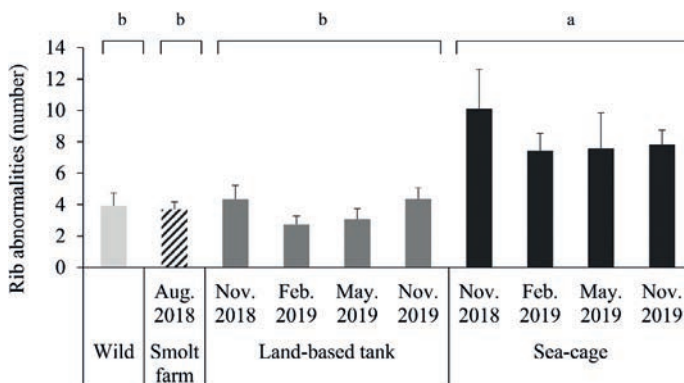 b b b a
Rib abnormalities (number)
14
12
10
8
6
4
2
0
Aug. Nov. Feb. May. Nov. Nov. Feb. May. Nov.
2018 2018 2019 2019 2019 2018 2019 2019 2019
Wild Smolt Land-based tank Sea-cage
farm